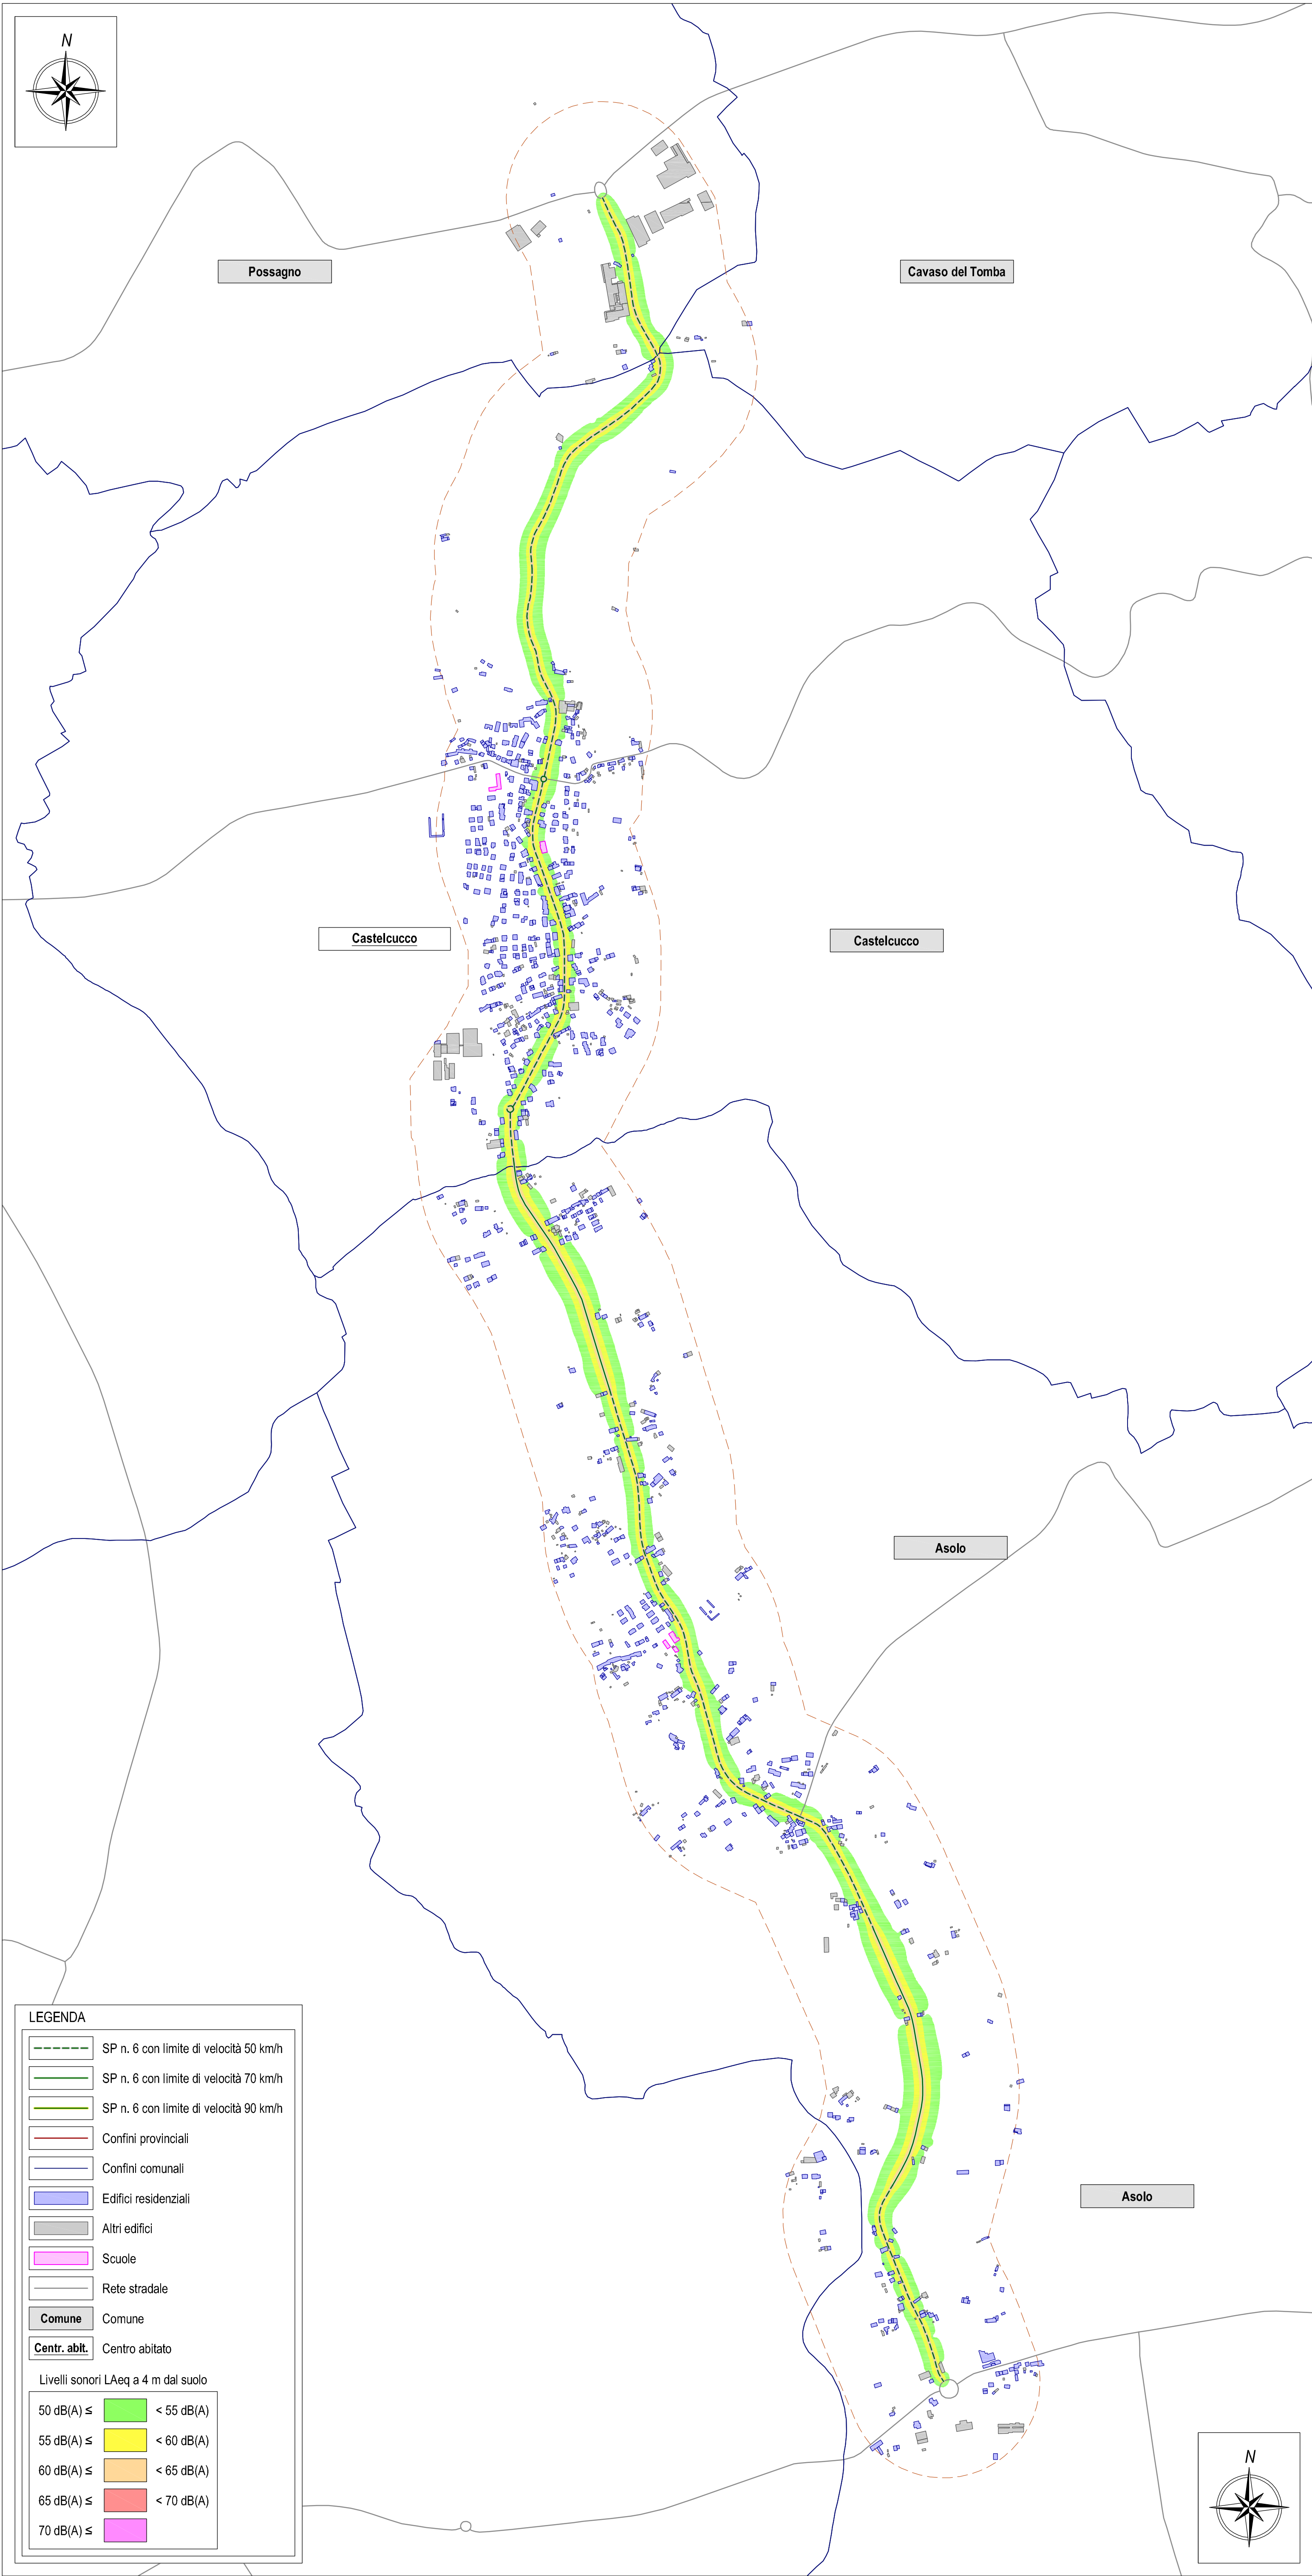 N
Possagno
Cavaso del Tomba
Castelcucco
Castelcucco
Asolo
Asolo
LEGENDA
SP n. 6 con limite di velocità 50 km/h
SP n. 6 con limite di velocità 70 km/h
SP n. 6 con limite di velocità 90 km/h
Confini provinciali
Confini comunali
Edifici residenziali
Altri edifici
Scuole
Rete stradale
Comune Comune
Centr. abit. Centro abitato
Livelli sonori LAeq a 4 m dal suolo
50 dB(A) ≤ < 55 dB(A)
55 dB(A) ≤ < 60 dB(A)
60 dB(A) ≤ < 65 dB(A)
65 dB(A) ≤ < 70 dB(A)
70 dB(A) ≤
N